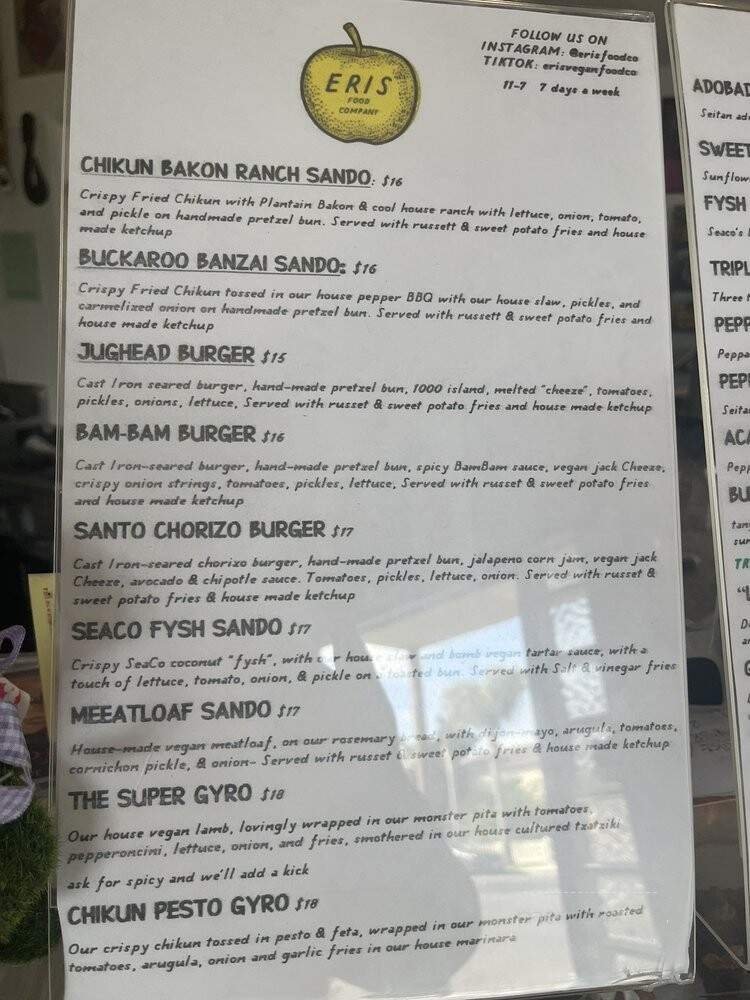 ERIS
FOOD
COMPANY
FOLLOW US ON
INSTAGRAM: @erisfoodco
TIKTOK: erisveganfoodco
11-7 7 days a week
CHIKUN BAKON RANCH SANDO: $16
Crispy Fried Chikun with Plantain Bakon & cool house ranch with lettuce, onion, tomato,
and pickle on handmade pretzel bun. Served with russett & sweet potato fries and house
made ketchup
BUCKAROO BANZAI SANDO: $16
Crispy Fried Chikun tossed in our house pepper BBQ with our house slaw, pickles, and
carmelized onion on handmade pretzel bun. Served with russett & sweet potato fries and
house made ketchup
JUGHEAD BURGER $15
Cast Iron seared burger, hand-made pretzel bun, 1000 island, melted "cheeze", tomatoes,
pickles, onions, lettuce, Served with russet & sweet potato fries and house made ketchup
BAM-BAM BURGER $16
Cast Iron-seared burger, hand-made pretzel bun, spicy BamBam sauce, vegan jack Cheeze,
crispy onion strings, tomatoes, pickles, lettuce, Served with russet & sweet potato fries
and house made ketchup
SANTO CHORIZO BURGER $17
Cast Iron-seared chorizo burger, hand-made pretzel bun, jalapeno corn jam, vegan jack
Cheeze, avocado & chipotle sauce. Tomatoes, pickles, lettuce, onion. Served with russet &
sweet potato fries & house made ketchup
SEACO FYSH SANDO $17
Crispy SeaCo coconut "fysh", with our house slaw and bomb vegan tartar sauce, with a
touch of lettuce, tomato, onion, & pickle on a toasted bun. Served with Salt & vinegar fries
MEEATLOAF SANDO $17
House-made vegan meatloaf, on our rosemary bread, with dijon-mayo, arugula, tomatoes,
cornichon pickle, & onion- Served with russet & sweet potato fries & house made ketchup
THE SUPER GYRO $18
Our house vegan lamb, lovingly wrapped in our monster pita with tomatoes,
pepperoncini, lettuce, onion, and fries, smothered in our house cultured tzatziki
ask for spicy and we'll add a kick
CHIKUN PESTO GYRO $18
Our crispy chikun tossed in pesto & feta, wrapped in our monster pita with roasted
tomatoes, arugula, onion and garlic fries in our house marinara
ADOBAD
Seitan
SWEET
Sunflow
FYSH
Seaco's
TRIPL
Three
PEPP
Peppa
PEPP
Seita
ACA
Pepp
BU
tan
sur